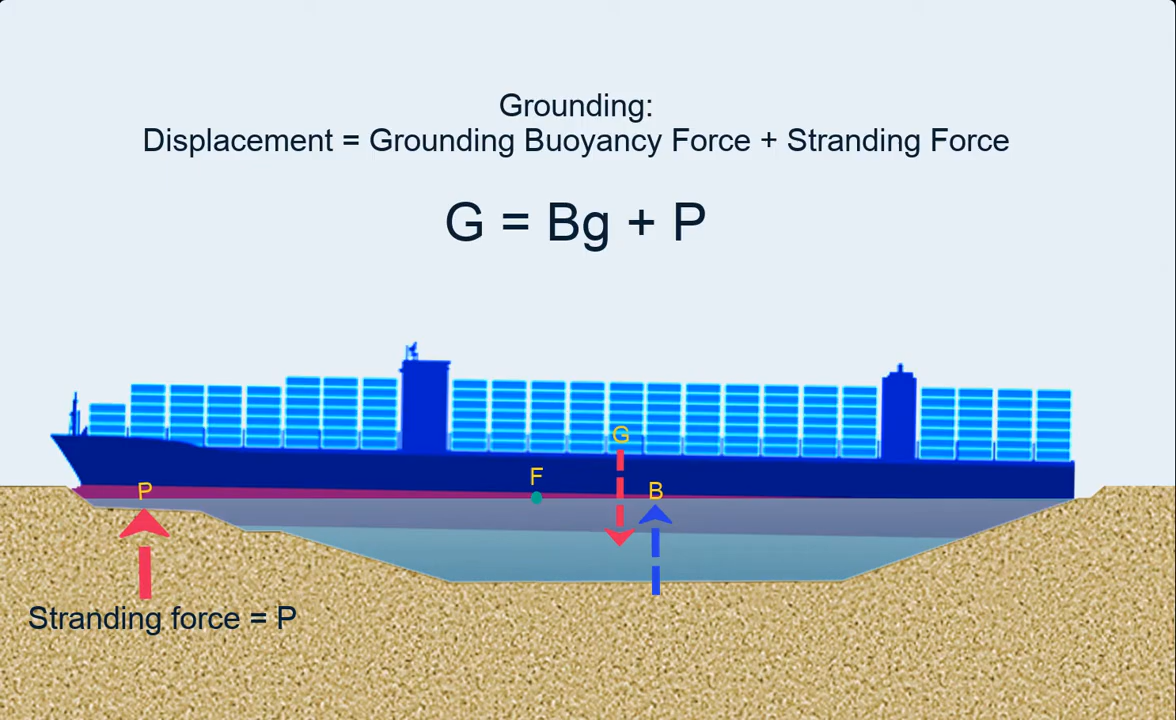 Grounding:
Displacement = Grounding Buoyancy Force + Stranding Force
G = Bg + P
G
F
B
P
Stranding force = P